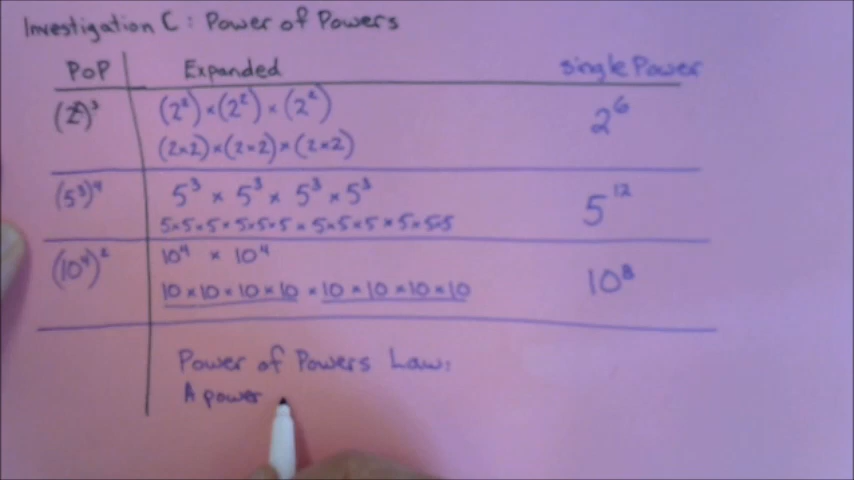 Investigation C: Power of Powers
PoP Expanded Single Power
(2²)³ (2²) × (2²) × (2²) 2⁶
(2×2)×(2×2)×(2×2)
(5³)⁴ 5³ × 5³ × 5³ × 5³ 5¹²
5×5×5×5×5×5×5×5×5×5×5×5
(10⁴)² 10⁴ × 10⁴ 10⁸
10×10×10×10×10×10×10×10
Power of Powers Law:
A power